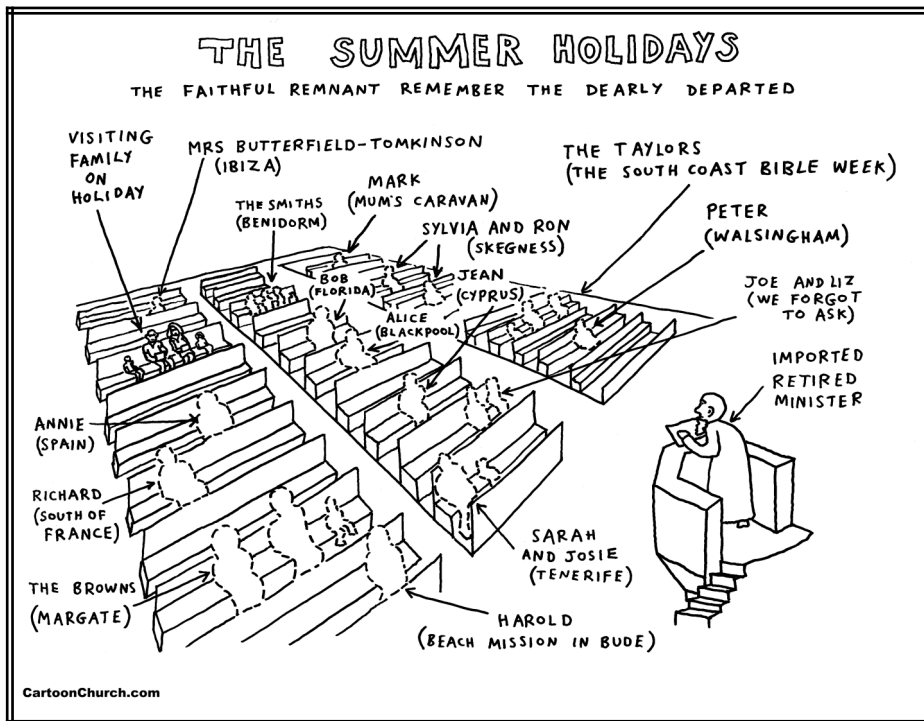 THE SUMMER HOLIDAYS
THE FAITHFUL REMNANT REMEMBER THE DEARLY DEPARTED
VISITING
FAMILY
ON
HOLIDAY
MRS BUTTERFIELD-TOMKINSON
(IBIZA)
THE SMITHS
(BENIDORM)
MARK
(MUM'S CARAVAN)
SYLVIA AND RON
(SKEGNESS)
THE TAYLORS
(THE SOUTH COAST BIBLE WEEK)
PETER
(WALSINGHAM)
BOB
(FLORIDA)
ALICE
(BLACKPOOL)
JEAN
(CYPRUS)
JOE AND LIZ
(WE FORGOT
TO ASK)
IMPORTED
RETIRED
MINISTER
ANNIE
(SPAIN)
RICHARD
(SOUTH OF
FRANCE)
THE BROWNS
(MARGATE)
SARAH
AND JOSIE
(TENERIFE)
HAROLD
(BEACH MISSION IN BUDE)
CartoonChurch.com